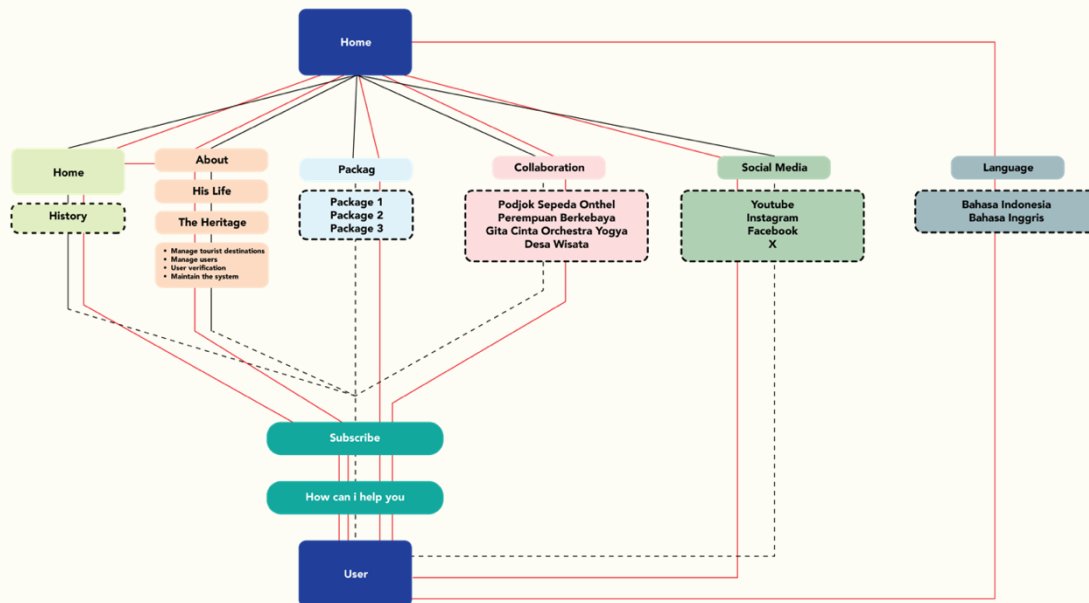 Home
Home
History
About
His Life
The Heritage
• Manage tourist destinations
• Manage users
• User verification
• Maintain the system
Packag
Package 1
Package 2
Package 3
Collaboration
Podjok Sepeda Onthel
Perempuan Berkebaya
Gita Cinta Orchestra Yogya
Desa Wisata
Social Media
Youtube
Instagram
Facebook
X
Language
Bahasa Indonesia
Bahasa Inggris
Subscribe
How can i help you
User